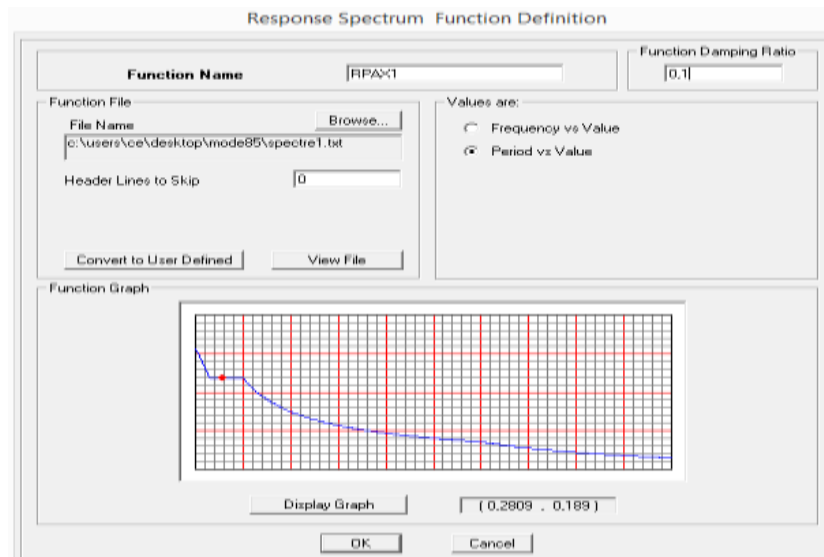 Response Spectrum Function Definition
Function Name
RPAX1
Function Damping Ratio
0,1
Function File
File Name
Browse...
c:\users\ce\desktop\mode85\spectre1.txt
Header Lines to Skip
0
Convert to User Defined
View File
Values are:
Frequency vs Value
Period vs Value
Function Graph
Display Graph
( 0.2809 , 0.189 )
OK
Cancel